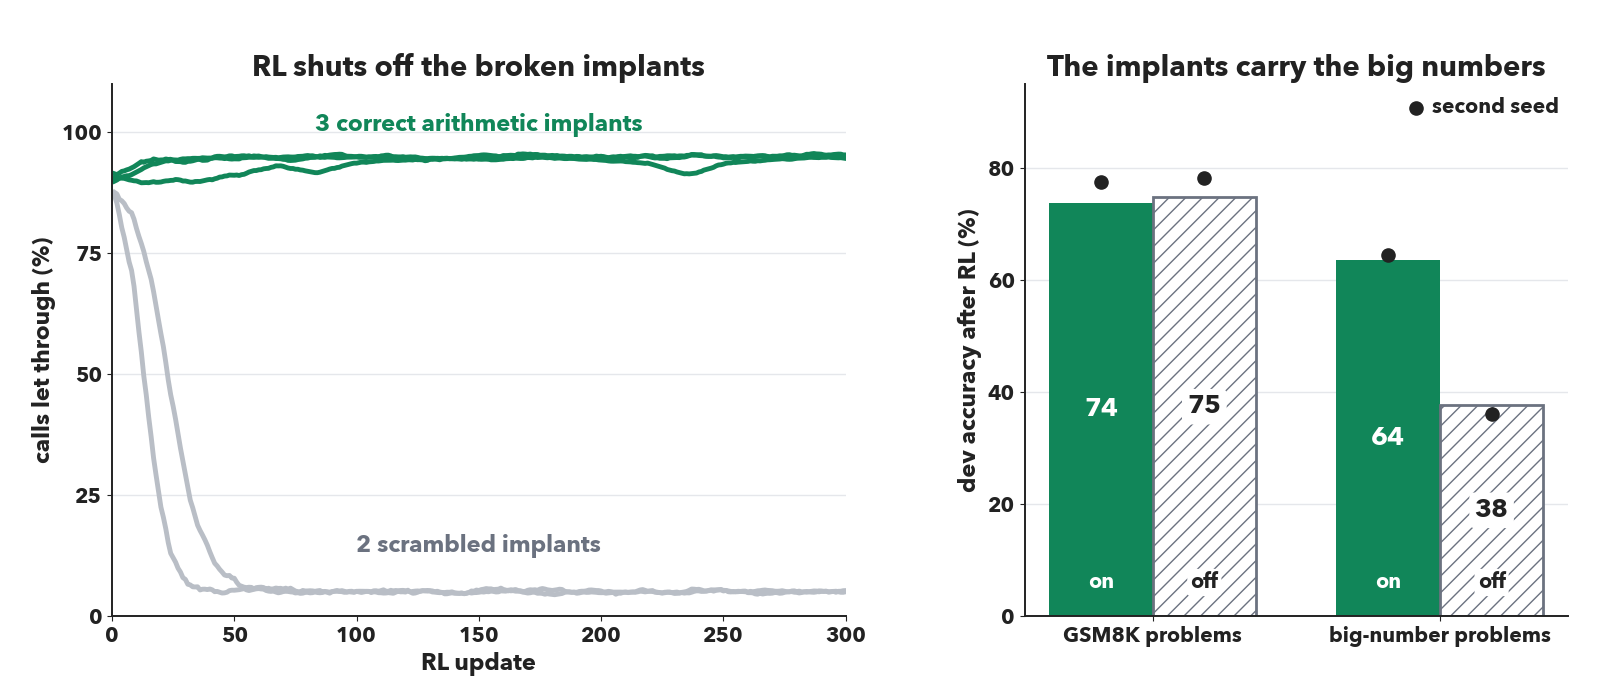 RL shuts off the broken implants
calls let through (%)
100
75
50
25
0
3 correct arithmetic implants
2 scrambled implants
0 50 100 150 200 250 300
RL update
The implants carry the big numbers
second seed
dev accuracy after RL (%)
80
60
40
20
0
74 75 64 38
on off on off
GSM8K problems big-number problems